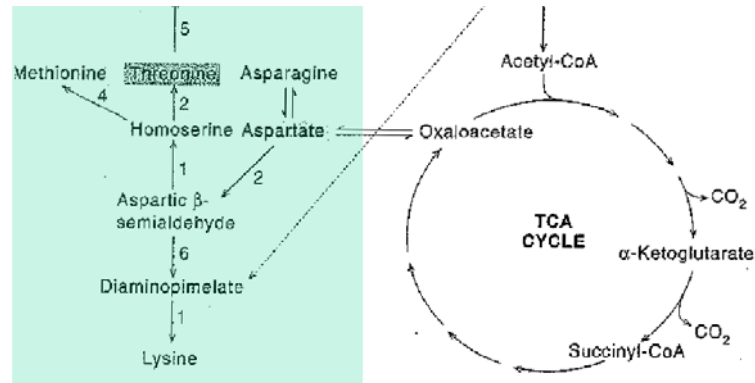 5
Acetyl-CoA
Methionine Threonine Asparagine
4 2
Homoserine Aspartate Oxaloacetate
1 2
Aspartic β-
semialdehyde
CO2
TCA
CYCLE
6
α-Ketoglutarate
Diaminopimelate
1
CO2
Succinyl-CoA
Lysine